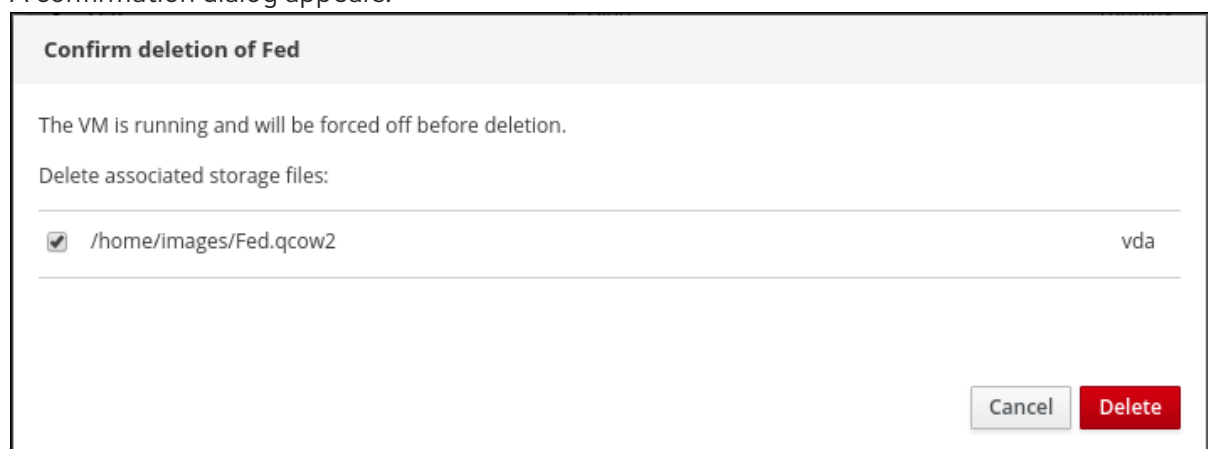 Confirm deletion of Fed
The VM is running and will be forced off before deletion.
Delete associated storage files:
/home/images/Fed.qcow2 vda
Cancel Delete